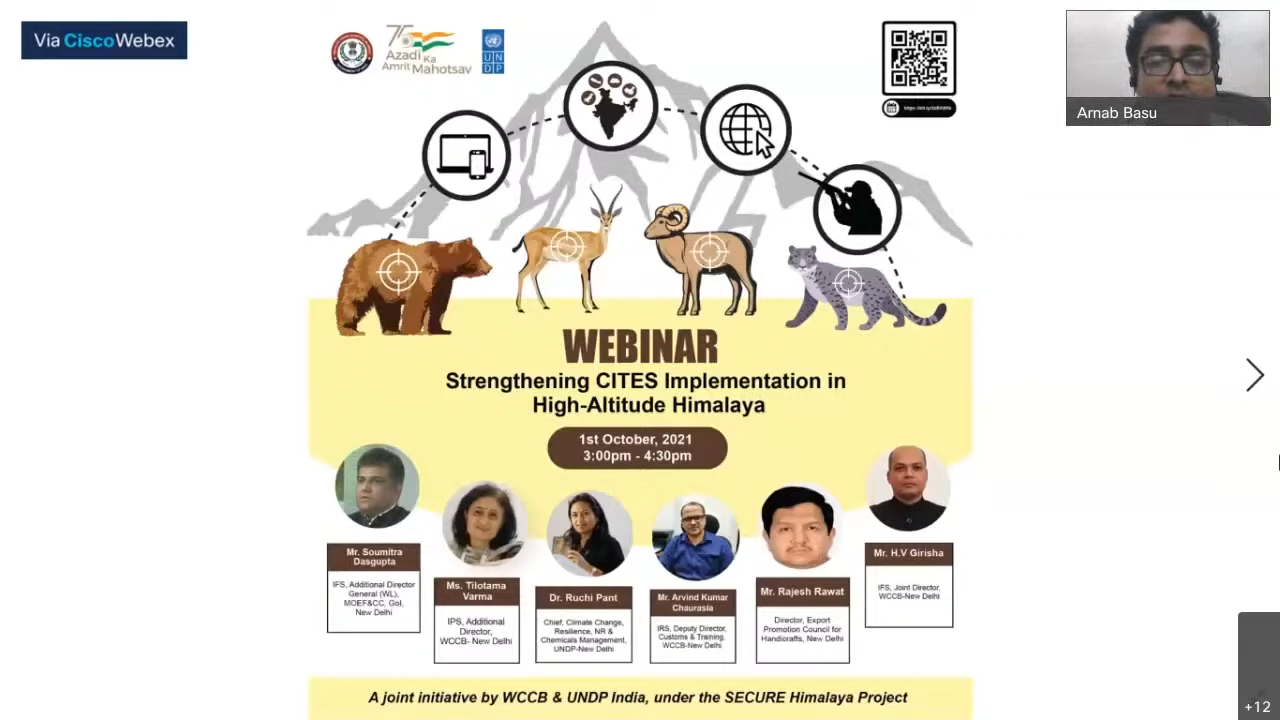 Via CiscoWebex
75
Azadi Ka
Amrit Mahotsav
U N
D P
Arnab Basu
WEBINAR
Strengthening CITES Implementation in
High-Altitude Himalaya
1st October, 2021
3:00pm - 4:30pm
Mr. Soumitra
Dasgupta
IFS, Additional Director
General (WL),
MOEF&CC, GoI,
New Delhi
Ms. Tilotama
Varma
IPS, Additional
Director,
WCCB- New Delhi
Dr. Ruchi Pant
Chief, Climate Change,
Resilience, NR &
Chemicals Management,
UNDP-New Delhi
Mr. Arvind Kumar
Chaurasia
IRS, Deputy Director,
Customs & Training,
WCCB-New Delhi
Mr. Rajesh Rawat
Director, Export
Promotion Council for
Handicrafts, New Delhi
Mr. H.V Girisha
IFS, Joint Director,
WCCB-New Delhi
A joint initiative by WCCB & UNDP India, under the SECURE Himalaya Project
+12